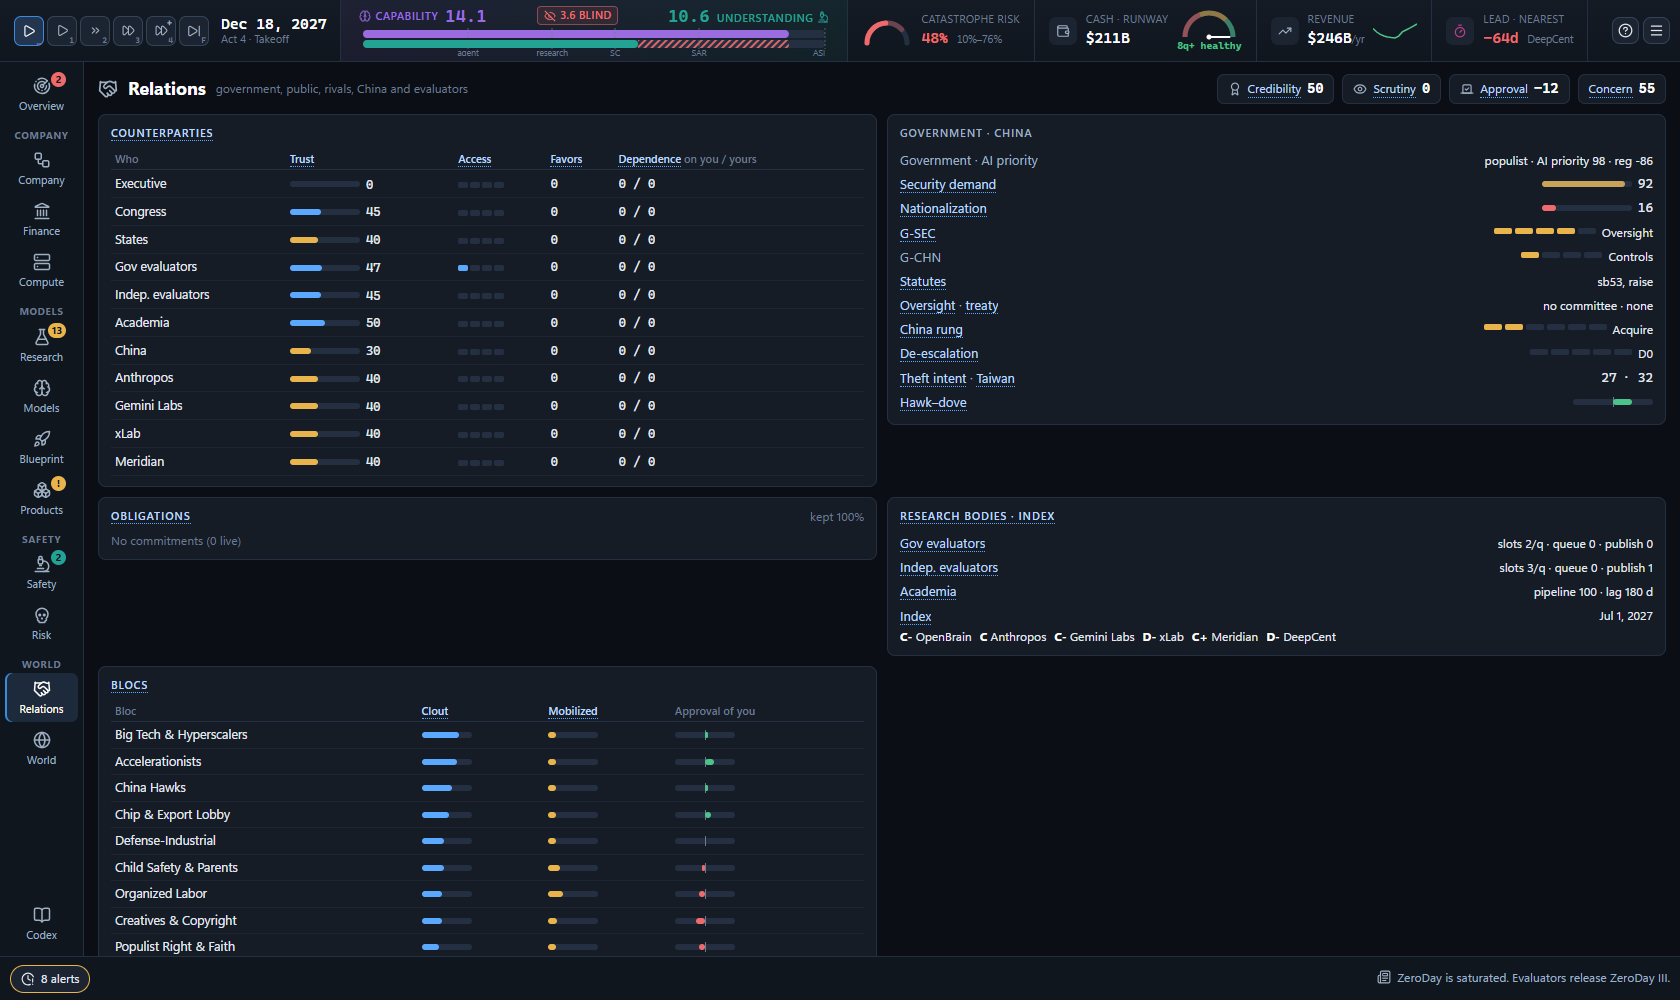 Dec 18, 2027
Act 4 · Takeoff
1
2
3
4
F
CAPABILITY 14.1
3.6 BLIND
10.6 UNDERSTANDING
agent research SC SAR ASI
CATASTROPHE RISK
48% 10%–76%
CASH · RUNWAY
$211B
8q+ healthy
REVENUE
$246B/yr
LEAD · NEAREST
−64d DeepCent
2
Overview
COMPANY
Company
Finance
Compute
MODELS
13
Research
Models
Blueprint
!
Products
SAFETY
2
Safety
Risk
WORLD
Relations
World
Codex
Relations government, public, rivals, China and evaluators
Credibility 50
Scrutiny 0
Approval −12
Concern 55
COUNTERPARTIES
Who Trust Access Favors Dependence on you / yours
Executive 0 0 0 / 0
Congress 45 0 0 / 0
States 40 0 0 / 0
Gov evaluators 47 0 0 / 0
Indep. evaluators 45 0 0 / 0
Academia 50 0 0 / 0
China 30 0 0 / 0
Anthropos 40 0 0 / 0
Gemini Labs 40 0 0 / 0
xLab 40 0 0 / 0
Meridian 40 0 0 / 0
GOVERNMENT · CHINA
Government · AI priority populist · AI priority 98 · reg -86
Security demand 92
Nationalization 16
G-SEC Oversight
G-CHN Controls
Statutes sb53, raise
Oversight · treaty no committee · none
China rung Acquire
De-escalation D0
Theft intent · Taiwan 27 · 32
Hawk–dove
OBLIGATIONS kept 100%
No commitments (0 live)
RESEARCH BODIES · INDEX
Gov evaluators slots 2/q · queue 0 · publish 0
Indep. evaluators slots 3/q · queue 0 · publish 1
Academia pipeline 100 · lag 180 d
Index Jul 1, 2027
C- OpenBrain C Anthropos C- Gemini Labs D- xLab C+ Meridian D- DeepCent
BLOCS
Bloc Clout Mobilized Approval of you
Big Tech & Hyperscalers
Accelerationists
China Hawks
Chip & Export Lobby
Defense-Industrial
Child Safety & Parents
Organized Labor
Creatives & Copyright
Populist Right & Faith
8 alerts
ZeroDay is saturated. Evaluators release ZeroDay III.